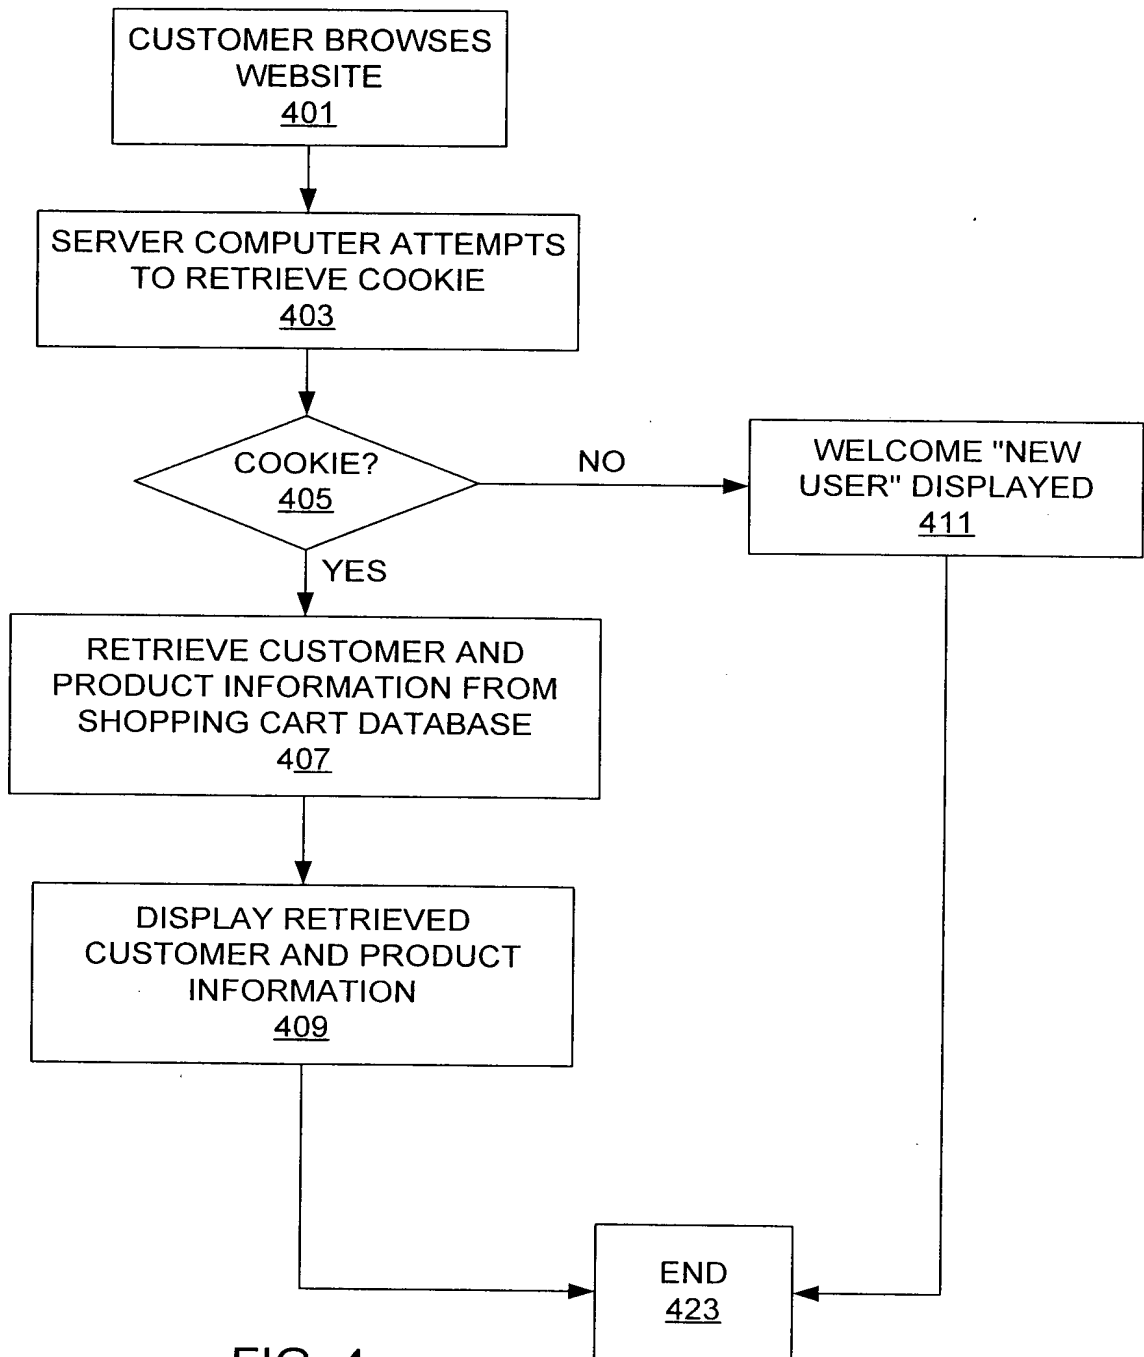 CUSTOMER BROWSES
WEBSITE
401
SERVER COMPUTER ATTEMPTS
TO RETRIEVE COOKIE
403
COOKIE?
405
NO
WELCOME "NEW
USER" DISPLAYED
411
YES
RETRIEVE CUSTOMER AND
PRODUCT INFORMATION FROM
SHOPPING CART DATABASE
407
DISPLAY RETRIEVED
CUSTOMER AND PRODUCT
INFORMATION
409
END
423